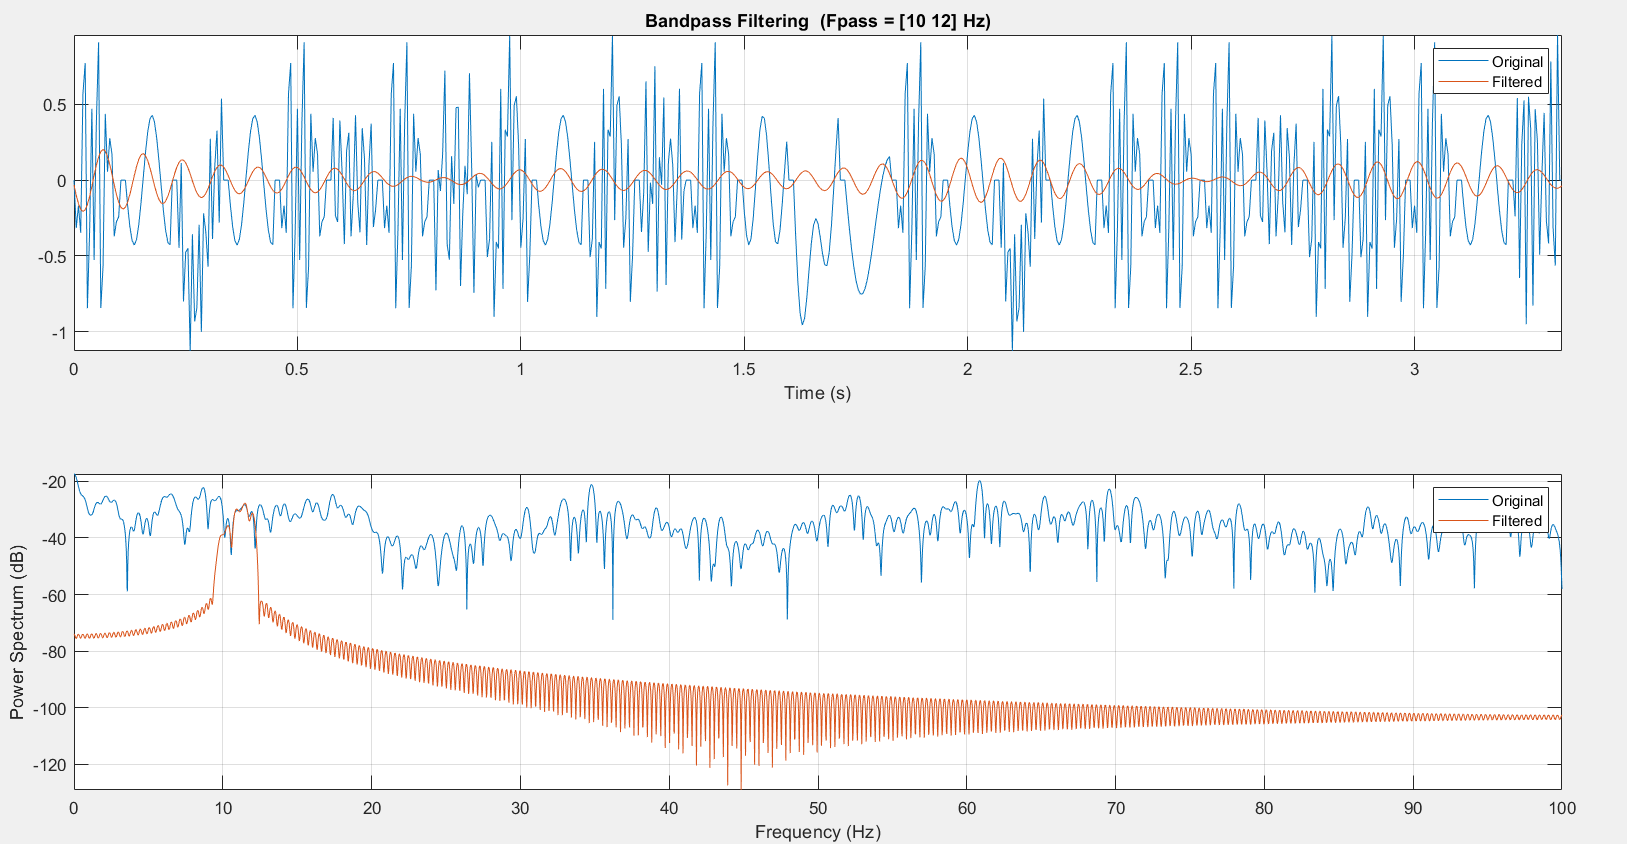 Bandpass Filtering (Fpass = [10 12] Hz)
Original
Filtered
0.5
0
-0.5
-1
0 0.5 1 1.5 2 2.5 3
Time (s)
Original
Filtered
-20
-40
-60
-80
-100
-120
Power Spectrum (dB)
0 10 20 30 40 50 60 70 80 90 100
Frequency (Hz)